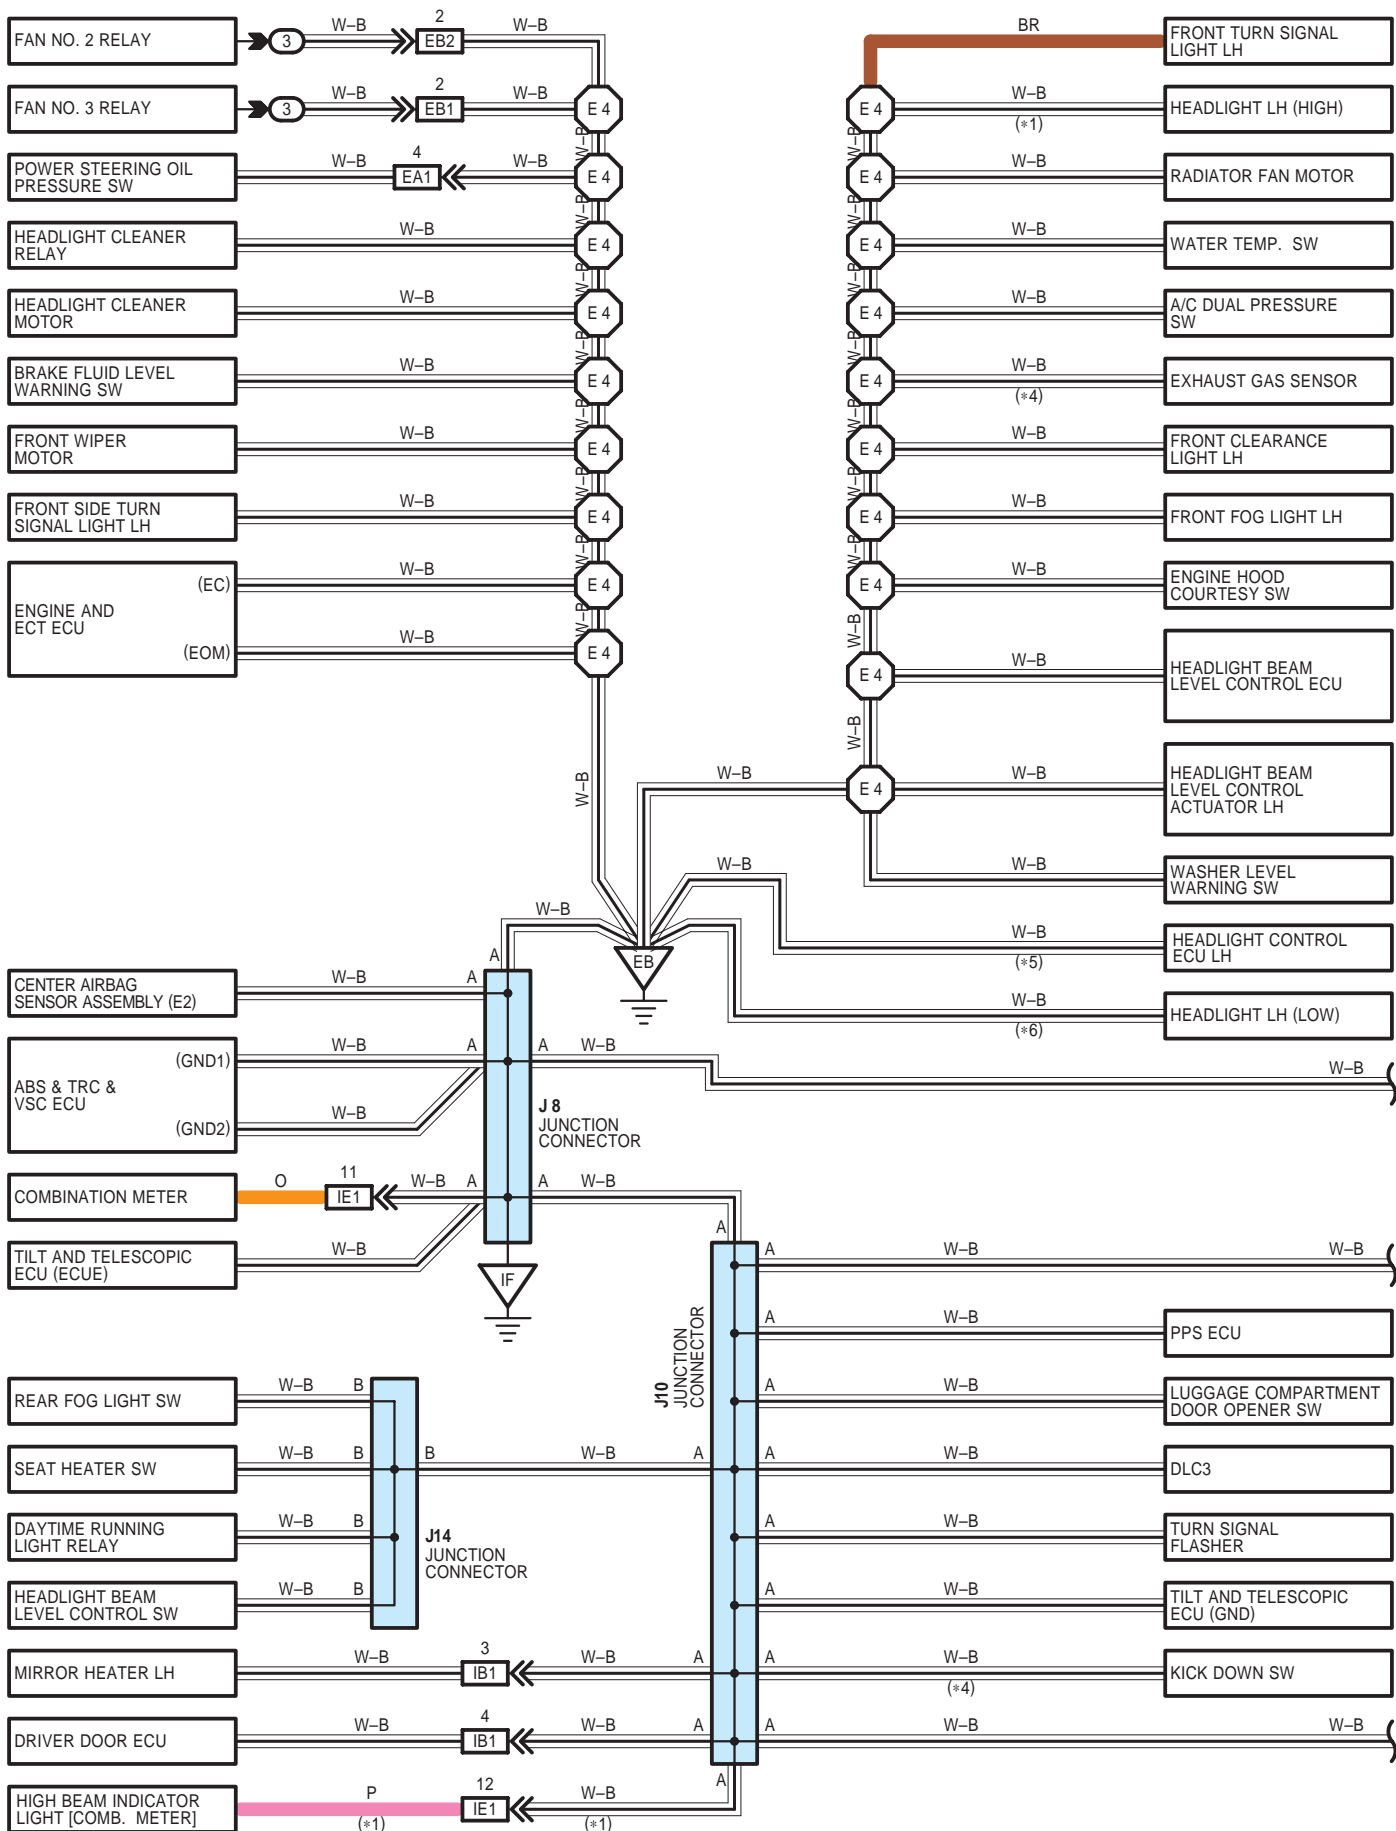 W–B
2
BR
FAN NO. 2 RELAY
3
EB2
FRONT TURN SIGNAL
LIGHT LH
W–B
2
W–B
W–B
FAN NO. 3 RELAY
3
EB1
E 4
E 4
(*1)
HEADLIGHT LH (HIGH)
W–B
W–B
4
W–B
W–B
W–B
POWER STEERING OIL
PRESSURE SW
EA1
E 4
E 4
RADIATOR FAN MOTOR
W–B
W–B
W–B
W–B
HEADLIGHT CLEANER
RELAY
E 4
E 4
WATER TEMP. SW
W–B
W–B
W–B
W–B
HEADLIGHT CLEANER
MOTOR
E 4
E 4
A/C DUAL PRESSURE
SW
W–B
W–B
W–B
W–B
BRAKE FLUID LEVEL
WARNING SW
E 4
E 4
(*4)
EXHAUST GAS SENSOR
W–B
W–B
W–B
W–B
FRONT WIPER
MOTOR
E 4
E 4
FRONT CLEARANCE
LIGHT LH
W–B
W–B
W–B
W–B
FRONT SIDE TURN
SIGNAL LIGHT LH
E 4
E 4
FRONT FOG LIGHT LH
W–B
W–B
W–B
W–B
ENGINE AND
ECT ECU
(EC)
E 4
E 4
ENGINE HOOD
COURTESY SW
W–B
W–B
W–B
(EOM)
E 4
W–B
E 4
HEADLIGHT BEAM
LEVEL CONTROL ECU
W–B
W–B
W–B
W–B
E 4
HEADLIGHT BEAM
LEVEL CONTROL
ACTUATOR LH
W–B
W–B
WASHER LEVEL
WARNING SW
W–B
W–B
(*5)
HEADLIGHT CONTROL
ECU LH
A
EB
CENTER AIRBAG
SENSOR ASSEMBLY (E2)
W–B
A
W–B
(*6)
HEADLIGHT LH (LOW)
ABS & TRC &
VSC ECU
(GND1)
W–B
A
A
W–B
W–B
(GND2)
W–B
J 8
JUNCTION
CONNECTOR
COMBINATION METER
O
11
IE1
W–B
A
A
W–B
A
TILT AND TELESCOPIC
ECU (ECUE)
W–B
IF
A
W–B
W–B
J10
JUNCTION
CONNECTOR
A
W–B
PPS ECU
REAR FOG LIGHT SW
W–B
B
A
W–B
LUGGAGE COMPARTMENT
DOOR OPENER SW
SEAT HEATER SW
W–B
B
B
W–B
A
A
W–B
DLC3
DAYTIME RUNNING
LIGHT RELAY
W–B
B
J14
JUNCTION
CONNECTOR
A
W–B
TURN SIGNAL
FLASHER
HEADLIGHT BEAM
LEVEL CONTROL SW
W–B
B
A
W–B
TILT AND TELESCOPIC
ECU (GND)
MIRROR HEATER LH
W–B
3
IB1
W–B
A
A
W–B
(*4)
KICK DOWN SW
DRIVER DOOR ECU
W–B
4
IB1
W–B
A
A
W–B
W–B
HIGH BEAM INDICATOR
LIGHT [COMB. METER]
P
(*1)
12
IE1
W–B
(*1)
A